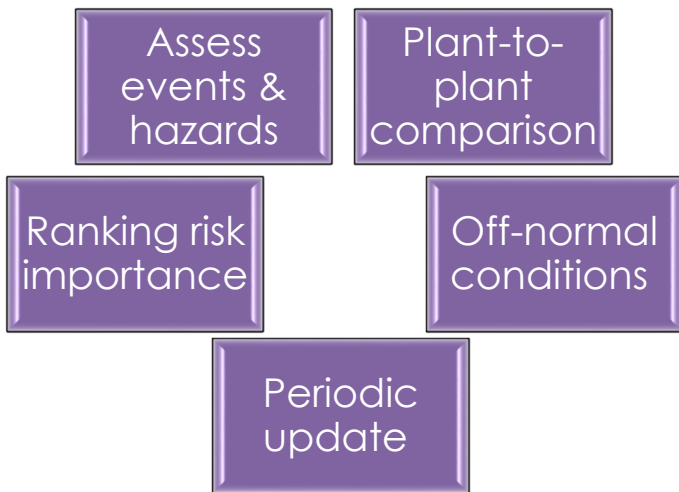 Assess
events &
hazards
Plant-to-
plant
comparison
Ranking risk
importance
Off-normal
conditions
Periodic
update